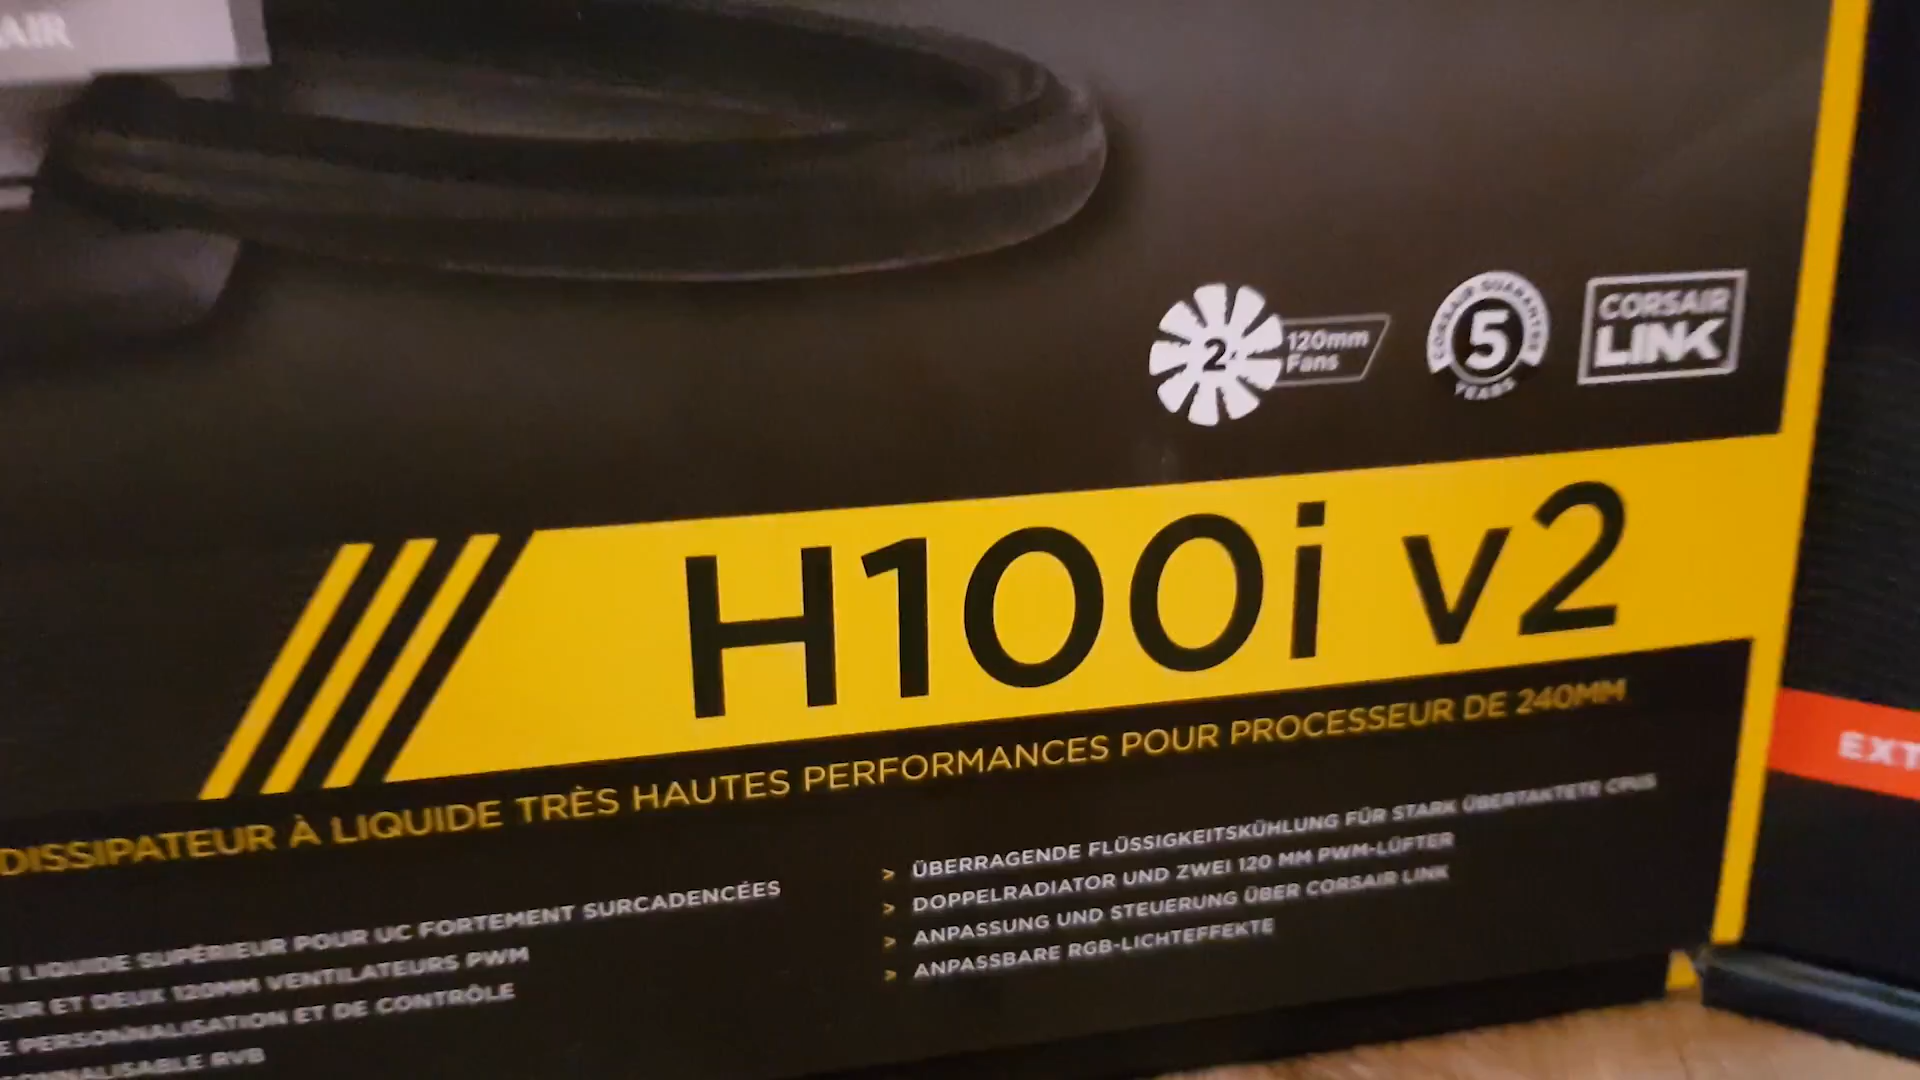 AIR
2
120mm
Fans
CORSAIR GUARANTEE
5
YEARS
CORSAIR
LINK
H100i v2
DISSIPATEUR À LIQUIDE TRÈS HAUTES PERFORMANCES POUR PROCESSEUR DE 240MM
T LIQUIDE SUPÉRIEUR POUR UC FORTEMENT SURCADENCÉES
EUR ET DEUX 120MM VENTILATEURS PWM
E PERSONNALISATION ET DE CONTRÔLE
ONNALISABLE RVB
> ÜBERRAGENDE FLÜSSIGKEITSKÜHLUNG FÜR STARK ÜBERTAKTETE CPUS
> DOPPELRADIATOR UND ZWEI 120 MM PWM-LÜFTER
> ANPASSUNG UND STEUERUNG ÜBER CORSAIR LINK
> ANPASSBARE RGB-LICHTEFFEKTE
EXT